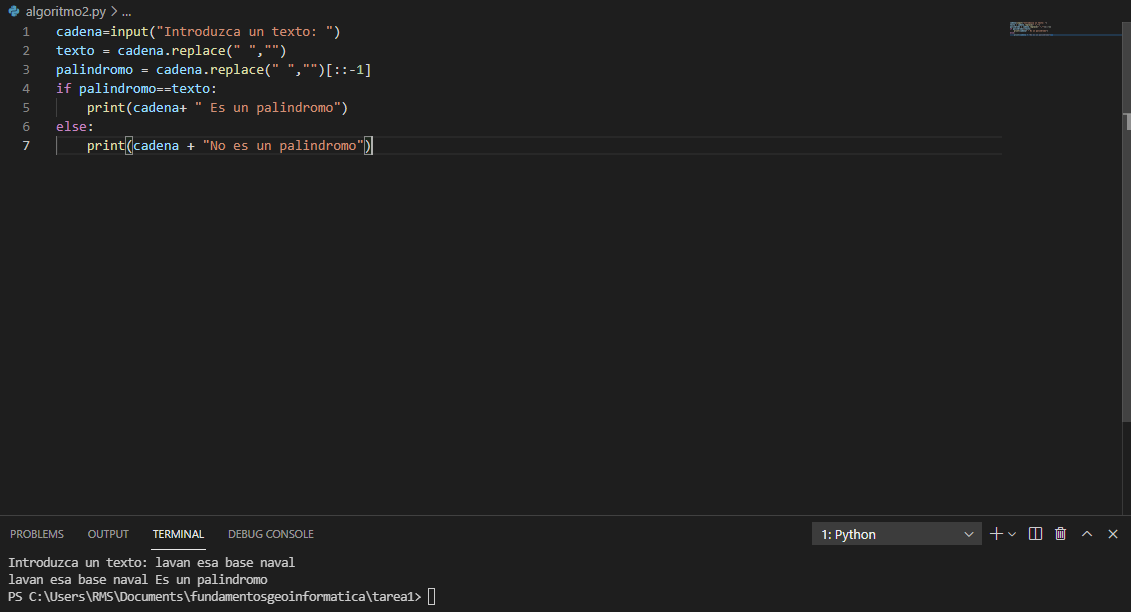 algoritmo2.py > ...
1 cadena=input("Introduzca un texto: ")
2 texto = cadena.replace(" ","")
3 palindromo = cadena.replace(" ","")[::-1]
4 if palindromo==texto:
5     print(cadena+ " Es un palindromo")
6 else:
7     print(cadena + "No es un palindromo")
PROBLEMS OUTPUT TERMINAL DEBUG CONSOLE 1: Python
Introduzca un texto: lavan esa base naval
lavan esa base naval Es un palindromo
PS C:\Users\RMS\Documents\fundamentosgeoinformatica\tarea1>